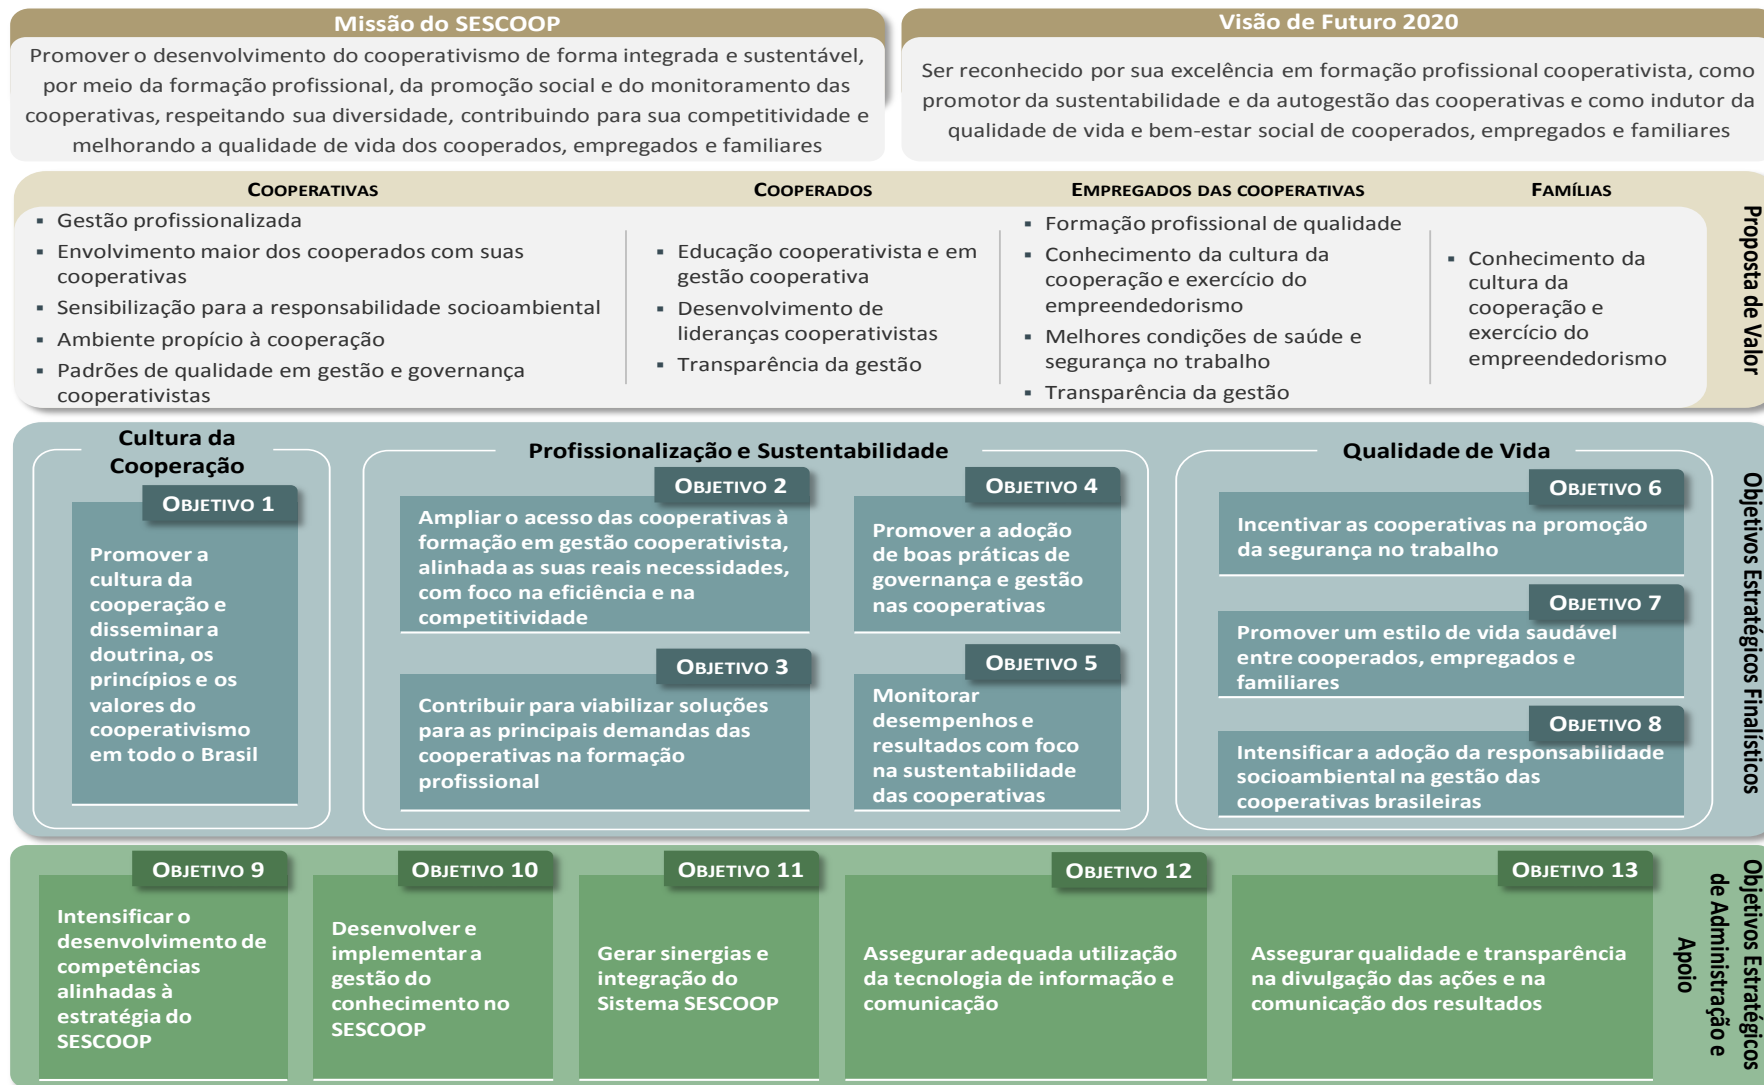 Missão do SESCOOP
Promover o desenvolvimento do cooperativismo de forma integrada e sustentável,
por meio da formação profissional, da promoção social e do monitoramento das
cooperativas, respeitando sua diversidade, contribuindo para sua competitividade e
melhorando a qualidade de vida dos cooperados, empregados e familiares
Visão de Futuro 2020
Ser reconhecido por sua excelência em formação profissional cooperativista, como
promotor da sustentabilidade e da autogestão das cooperativas e como indutor da
qualidade de vida e bem-estar social de cooperados, empregados e familiares
Proposta de Valor
COOPERATIVAS
▪ Gestão profissionalizada
▪ Envolvimento maior dos cooperados com suas
cooperativas
▪ Sensibilização para a responsabilidade socioambiental
▪ Ambiente propício à cooperação
▪ Padrões de qualidade em gestão e governança
cooperativistas
COOPERADOS
▪ Educação cooperativista e em
gestão cooperativa
▪ Desenvolvimento de
lideranças cooperativistas
▪ Transparência da gestão
EMPREGADOS DAS COOPERATIVAS
▪ Formação profissional de qualidade
▪ Conhecimento da cultura da
cooperação e exercício do
empreendedorismo
▪ Melhores condições de saúde e
segurança no trabalho
▪ Transparência da gestão
FAMÍLIAS
▪ Conhecimento da
cultura da
cooperação e
exercício do
empreendedorismo
Objetivos Estratégicos Finalísticos
Cultura da
Cooperação
OBJETIVO 1
Promover a
cultura da
cooperação e
disseminar a
doutrina, os
princípios e os
valores do
cooperativismo
em todo o Brasil
Profissionalização e Sustentabilidade
OBJETIVO 2
Ampliar o acesso das cooperativas à
formação em gestão cooperativista,
alinhada as suas reais necessidades,
com foco na eficiência e na
competitividade
OBJETIVO 3
Contribuir para viabilizar soluções
para as principais demandas das
cooperativas na formação
profissional
OBJETIVO 4
Promover a adoção
de boas práticas de
governança e gestão
nas cooperativas
OBJETIVO 5
Monitorar
desempenhos e
resultados com foco
na sustentabilidade
das cooperativas
Qualidade de Vida
OBJETIVO 6
Incentivar as cooperativas na promoção
da segurança no trabalho
OBJETIVO 7
Promover um estilo de vida saudável
entre cooperados, empregados e
familiares
OBJETIVO 8
Intensificar a adoção da responsabilidade
socioambiental na gestão das
cooperativas brasileiras
Objetivos Estratégicos
de Administração e
Apoio
OBJETIVO 9
Intensificar o
desenvolvimento de
competências
alinhadas à
estratégia do
SESCOOP
OBJETIVO 10
Desenvolver e
implementar a
gestão do
conhecimento no
SESCOOP
OBJETIVO 11
Gerar sinergias e
integração do
Sistema SESCOOP
OBJETIVO 12
Assegurar adequada utilização
da tecnologia de informação e
comunicação
OBJETIVO 13
Assegurar qualidade e transparência
na divulgação das ações e na
comunicação dos resultados